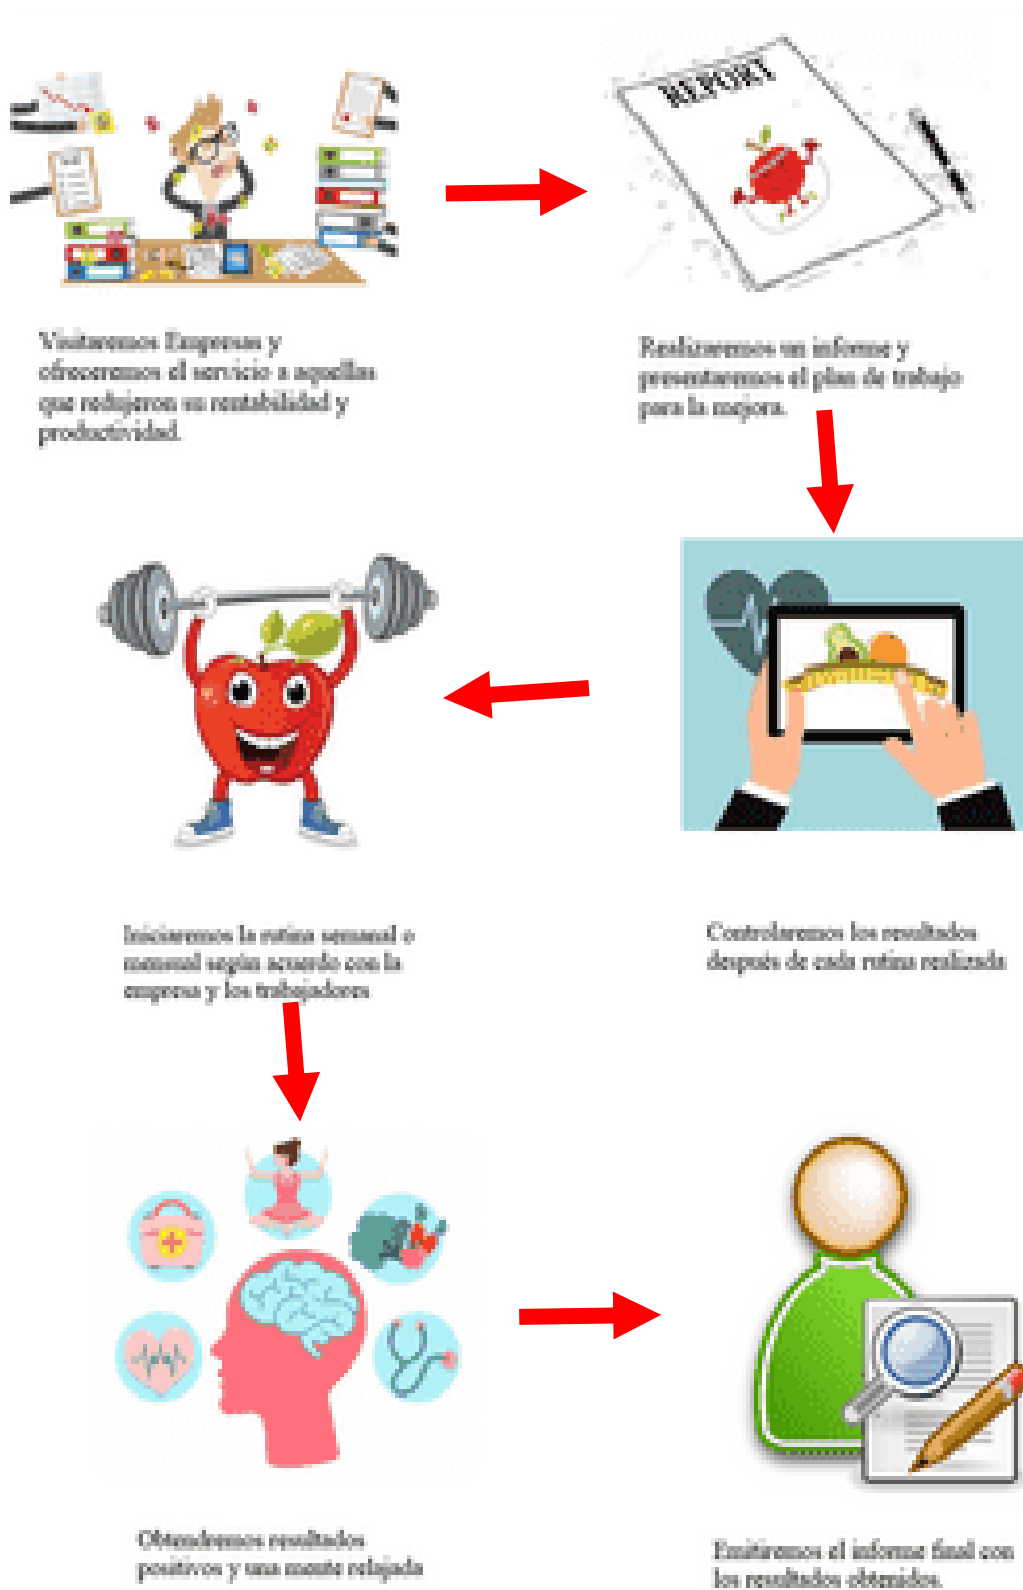 REPORT
Visitaremos Empresas y
ofreceremos el servicio a aquellas
que redujeron su rentabilidad y
productividad.
Realizaremos un informe y
presentaremos el plan de trabajo
para la mejora.
Controlaremos los resultados
después de cada rutina realizada
Iniciaremos la rutina semanal o
mensual según acuerdo con la
empresa y los trabajadores
Obtendremos resultados
positivos y una mente relajada
Emitiremos el informe final con
los resultados obtenidos.